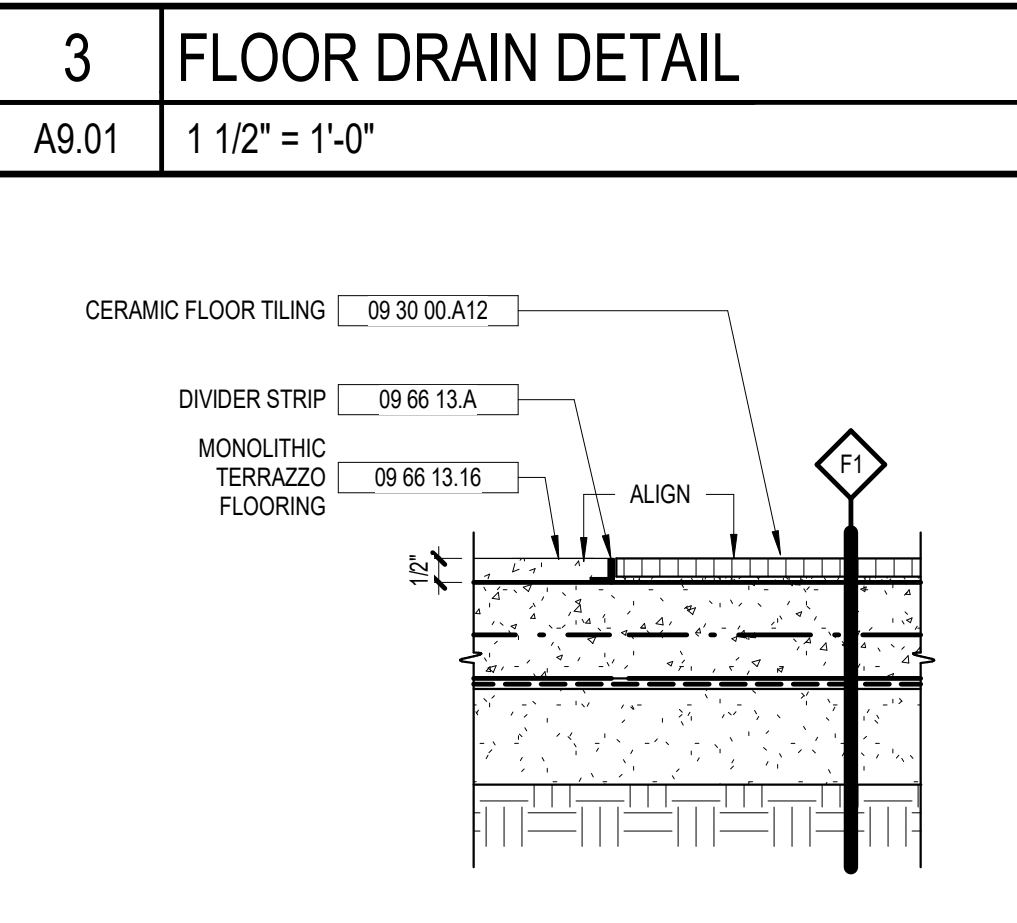 3 FLOOR DRAIN DETAIL
A9.01 1 1/2" = 1'-0"
CERAMIC FLOOR TILING 09 30 00.A12
DIVIDER STRIP 09 66 13.A
MONOLITHIC
TERRAZZO 09 66 13.16
FLOORING
ALIGN
F1
1/2"